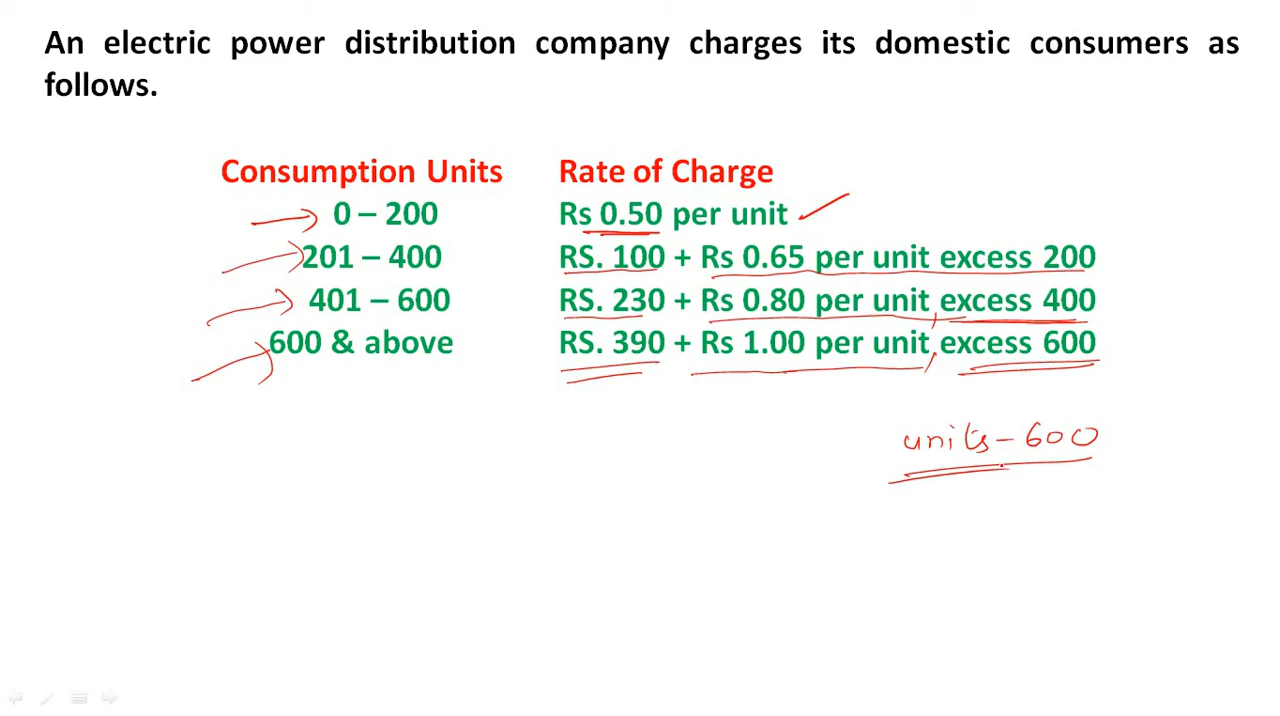 An electric power distribution company charges its domestic consumers as
follows.
Consumption Units Rate of Charge
0 – 200 Rs 0.50 per unit
201 – 400 RS. 100 + Rs 0.65 per unit excess 200
401 – 600 RS. 230 + Rs 0.80 per unit excess 400
600 & above RS. 390 + Rs 1.00 per unit excess 600
units – 600